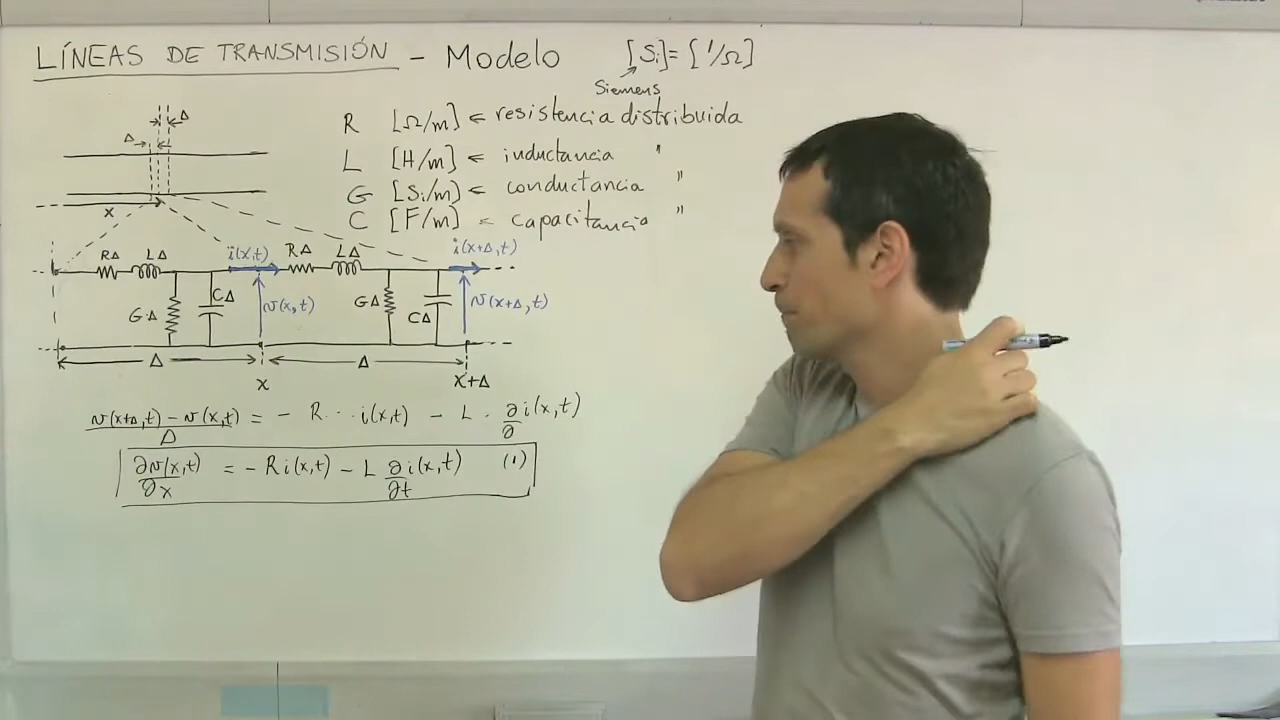 LÍNEAS DE TRANSMISIÓN - Modelo [Si]= [1/Ω]
Siemens
R [Ω/m] ← resistencia distribuida
L [H/m] ← inductancia "
G [Si/m] ← conductancia "
C [F/m] ← capacitancia "
Δ
Δ
x
RΔ LΔ i(x,t) RΔ LΔ i(x+Δ,t)
GΔ CΔ v(x,t) GΔ CΔ v(x+Δ,t)
Δ Δ
x x+Δ
v(x+Δ,t) - v(x,t) = - R ·· i(x,t) - L · ∂i(x,t)
Δ ∂
∂v(x,t) = - R i(x,t) - L ∂i(x,t) (1)
∂x ∂t